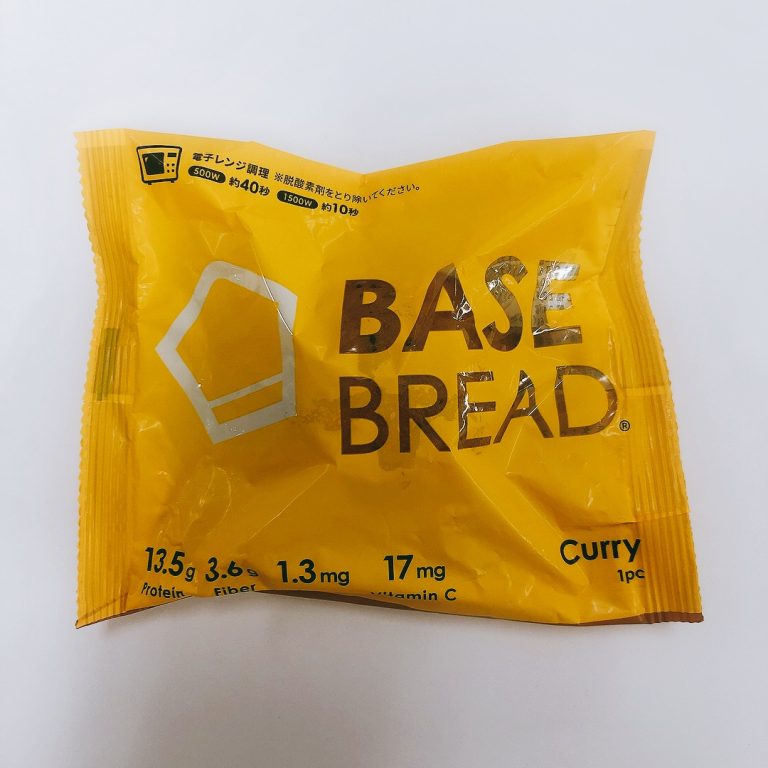 電子レンジ調理 ※脱酸素剤をとり除いてください。
500W 約40秒 1500W 約10秒
BASE
BREAD®
13.5g 3.6g 1.3mg 17mg
Protein Fiber Vitamin C
Curry
1pc